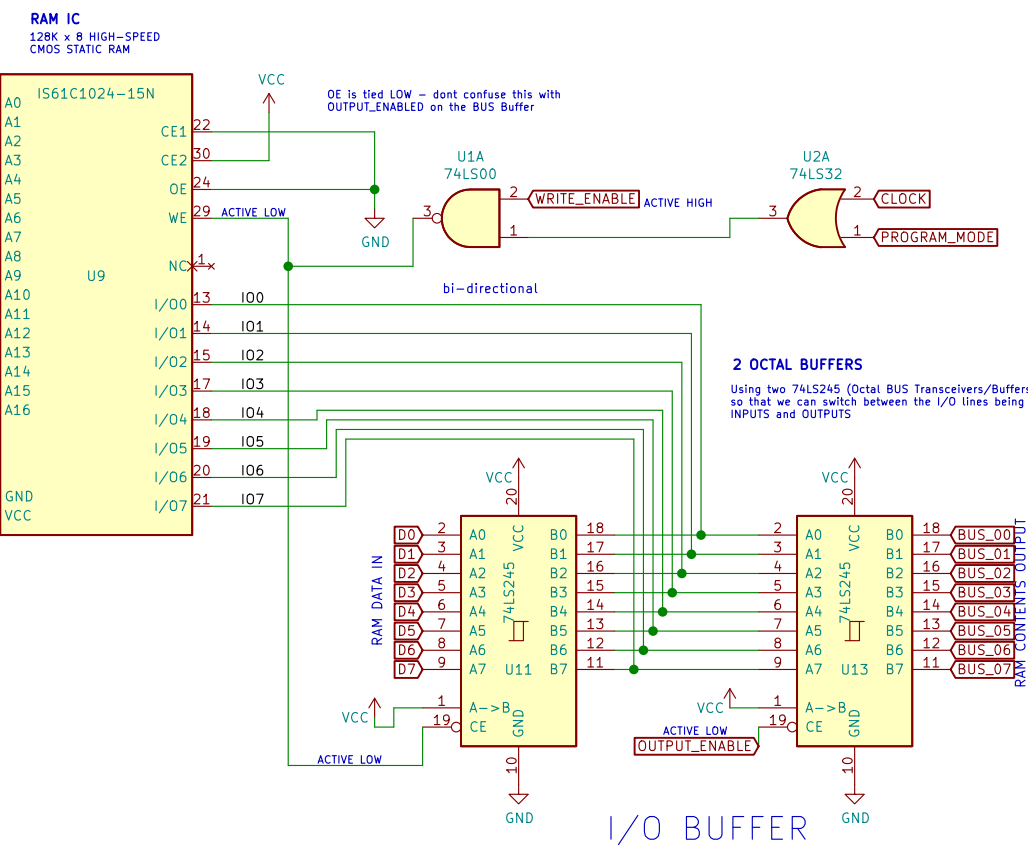 RAM IC
128K x 8 HIGH-SPEED
CMOS STATIC RAM
IS61C1024-15N
A0
A1
A2
A3
A4
A5
A6
A7
A8
A9
A10
A11
A12
A13
A14
A15
A16
GND
VCC
U9
CE1 22
CE2 30
OE 24
WE 29
NC 1
I/O0 13
I/O1 14
I/O2 15
I/O3 17
I/O4 18
I/O5 19
I/O6 20
I/O7 21
VCC
OE is tied LOW - dont confuse this with
OUTPUT_ENABLED on the BUS Buffer
ACTIVE LOW
GND
U1A
74LS00
3
2 WRITE_ENABLE
1
ACTIVE HIGH
U2A
74LS32
3
2 CLOCK
1 PROGRAM_MODE
bi-directional
IO0
IO1
IO2
IO3
IO4
IO5
IO6
IO7
2 OCTAL BUFFERS
Using two 74LS245 (Octal BUS Transceivers/Buffers
so that we can switch between the I/O lines being
INPUTS and OUTPUTS
VCC
20
VCC
RAM DATA IN
D0 2 A0 B0 18
D1 3 A1 B1 17
D2 4 A2 B2 16
D3 5 A3 B3 15
D4 6 A4 B4 14
D5 7 A5 B5 13
D6 8 A6 B6 12
D7 9 A7 B7 11
74LS245
U11
VCC
1 A->B
19 CE
GND
10
GND
ACTIVE LOW
VCC
20
VCC
2 A0 B0 18 BUS_00
3 A1 B1 17 BUS_01
4 A2 B2 16 BUS_02
5 A3 B3 15 BUS_03
6 A4 B4 14 BUS_04
7 A5 B5 13 BUS_05
8 A6 B6 12 BUS_06
9 A7 B7 11 BUS_07
74LS245
U13
RAM CONTENTS OUTPUT
VCC
1 A->B
19 CE
ACTIVE LOW
OUTPUT_ENABLE
GND
10
GND
I/O BUFFER